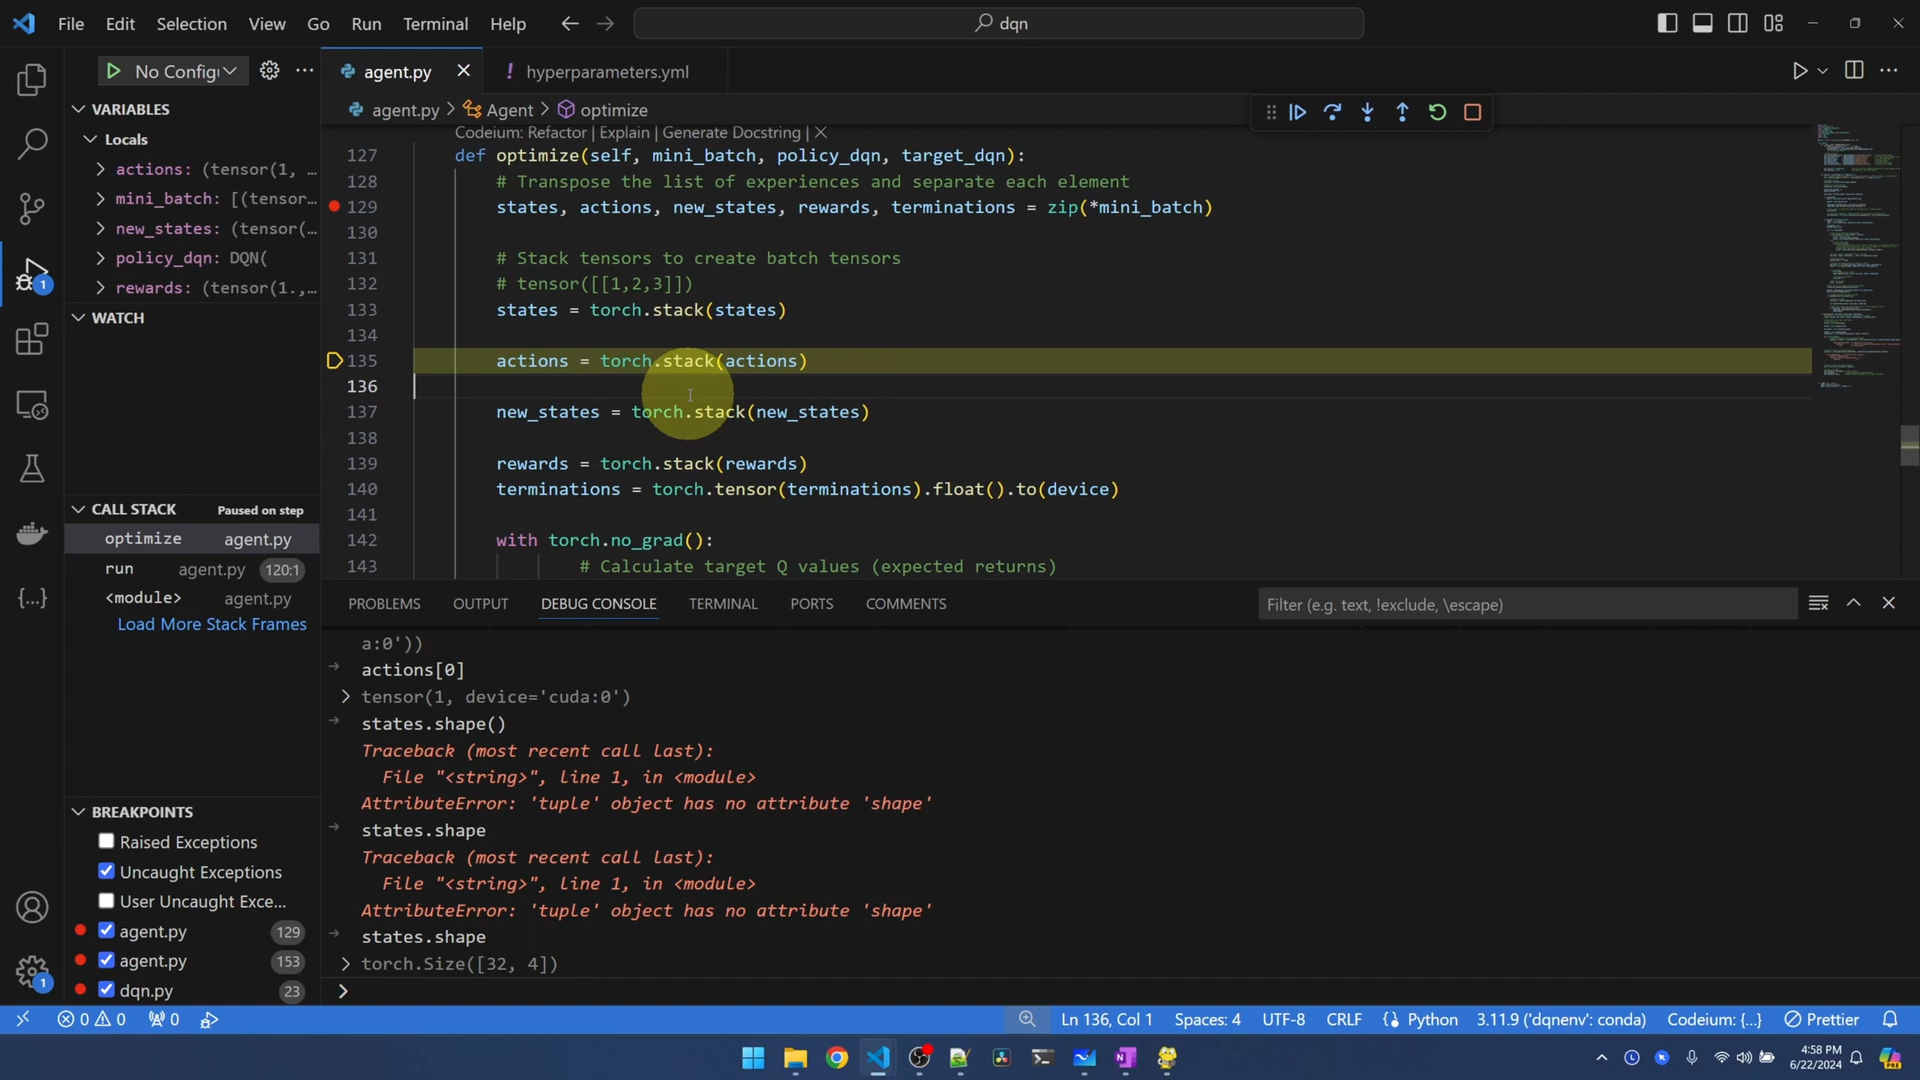 File Edit Selection View Go Run Terminal Help
dqn
No Config
agent.py
hyperparameters.yml
agent.py > Agent > optimize
VARIABLES
Locals
actions: (tensor(1, …
mini_batch: [(tensor…
new_states: (tensor(…
policy_dqn: DQN(
rewards: (tensor(1.,…
WATCH
CALL STACK Paused on step
optimize agent.py
run agent.py 120:1
<module> agent.py
Load More Stack Frames
BREAKPOINTS
Raised Exceptions
Uncaught Exceptions
User Uncaught Exce…
agent.py 129
agent.py 153
dqn.py 23
Codeium: Refactor | Explain | Generate Docstring | ×
127 def optimize(self, mini_batch, policy_dqn, target_dqn):
128 # Transpose the list of experiences and separate each element
129 states, actions, new_states, rewards, terminations = zip(*mini_batch)
130
131 # Stack tensors to create batch tensors
132 # tensor([[1,2,3]])
133 states = torch.stack(states)
134
135 actions = torch.stack(actions)
136
137 new_states = torch.stack(new_states)
138
139 rewards = torch.stack(rewards)
140 terminations = torch.tensor(terminations).float().to(device)
141
142 with torch.no_grad():
143 # Calculate target Q values (expected returns)
PROBLEMS OUTPUT DEBUG CONSOLE TERMINAL PORTS COMMENTS
Filter (e.g. text, !exclude, \escape)
a:0'))
actions[0]
tensor(1, device='cuda:0')
states.shape()
Traceback (most recent call last):
File "<string>", line 1, in <module>
AttributeError: 'tuple' object has no attribute 'shape'
states.shape
Traceback (most recent call last):
File "<string>", line 1, in <module>
AttributeError: 'tuple' object has no attribute 'shape'
states.shape
torch.Size([32, 4])
0 0 0
Ln 136, Col 1 Spaces: 4 UTF-8 CRLF Python 3.11.9 ('dqnenv': conda) Codeium: {…} Prettier
4:58 PM
6/22/2024